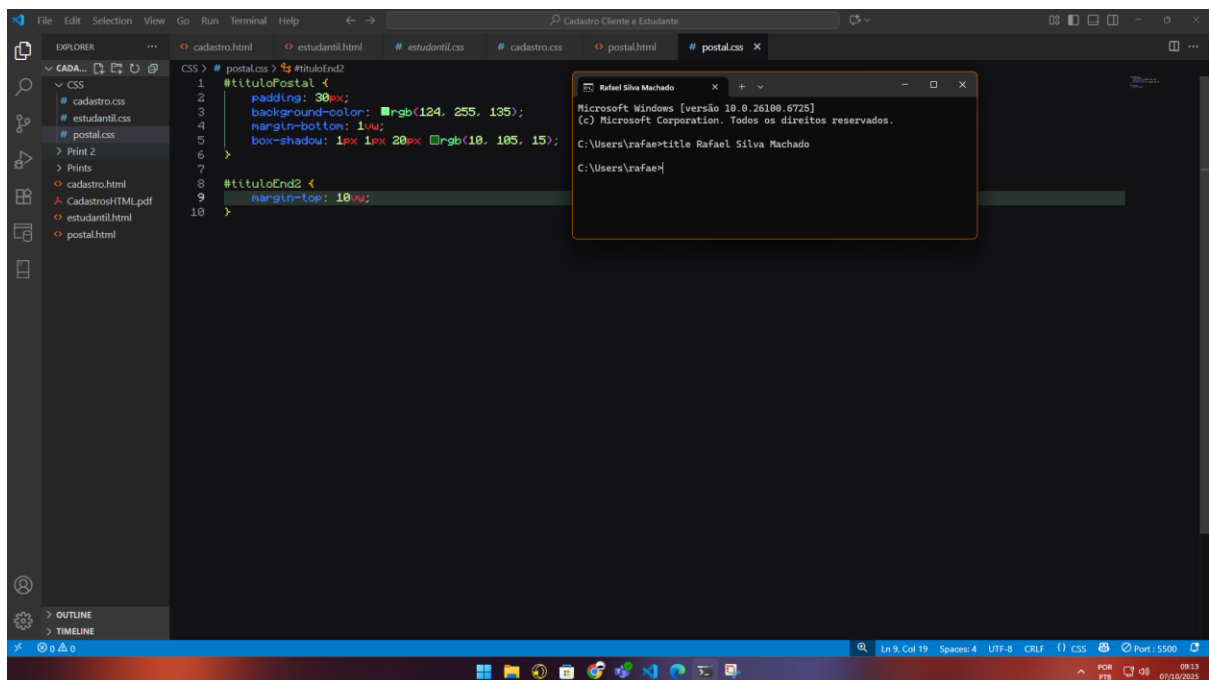 File Edit Selection View Go Run Terminal Help
Cadastro Cliente e Estudante
EXPLORER
cadastro.html estudantil.html # estudantil.css # cadastro.css postal.html # postal.css
CADA...
CSS
# cadastro.css
# estudantil.css
# postal.css
Print 2
Prints
cadastro.html
CadastrosHTML.pdf
estudantil.html
postal.html
OUTLINE
TIMELINE
CSS > # postal.css > #tituloEnd2
1 #tituloPostal {
2 padding: 30px;
3 background-color: rgb(124, 255, 135);
4 margin-bottom: 1vw;
5 box-shadow: 1px 1px 20px rgb(10, 105, 15);
6 }
7
8 #tituloEnd2 {
9 margin-top: 10vw;
10 }
Rafael Silva Machado
Microsoft Windows [versão 10.0.26100.6725]
(c) Microsoft Corporation. Todos os direitos reservados.
C:\Users\rafae>title Rafael Silva Machado
C:\Users\rafae>
0 0
Ln 9, Col 19 Spaces: 4 UTF-8 CRLF {} CSS Port : 5500
POR
PTB
09:13
07/10/2025